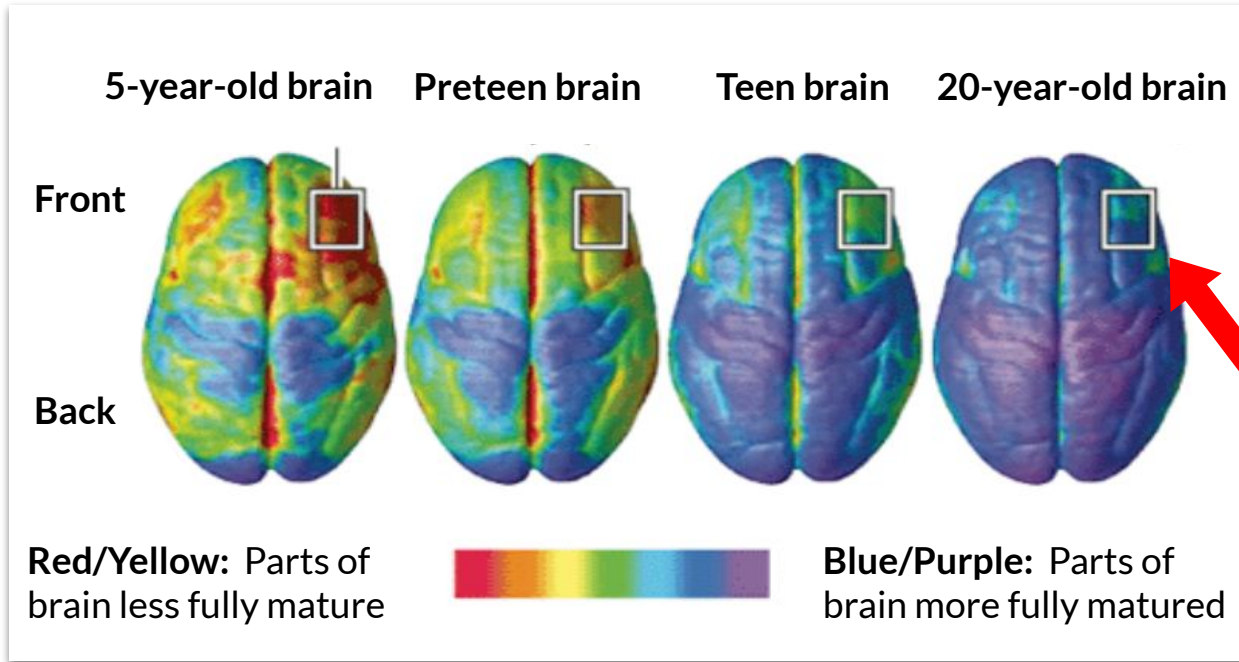 5-year-old brain Preteen brain Teen brain 20-year-old brain
Front
Back
Red/Yellow: Parts of
brain less fully mature
Blue/Purple: Parts of
brain more fully matured